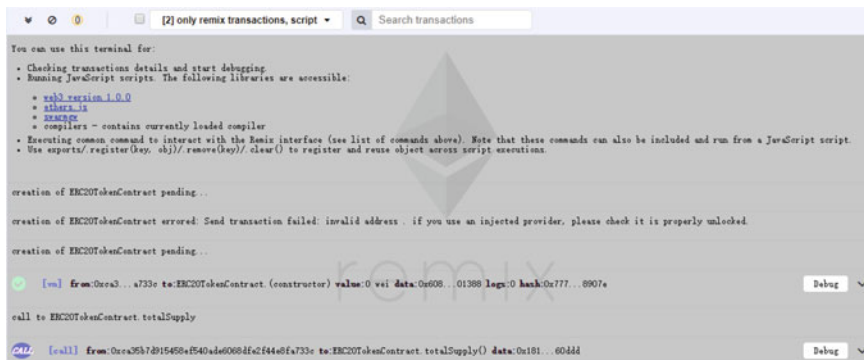 0
[2] only remix transactions, script
Search transactions
You can use this terminal for:
• Checking transactions details and start debugging.
• Running JavaScript scripts. The following libraries are accessible:
web3 version 1.0.0
ethers.js
swarmgw
compilers - contains currently loaded compiler
• Executing common command to interact with the Remix interface (see list of commands above). Note that these commands can also be included and run from a JavaScript script.
• Use exports/.register(key, obj)/.remove(key)/.clear() to register and reuse object across script executions.
creation of ERC20TokenContract pending...
creation of ERC20TokenContract errored: Send transaction failed: invalid address . if you use an injected provider, please check it is properly unlocked.
creation of ERC20TokenContract pending...
remix
[vm] from:0xca3...a733c to:ERC20TokenContract.(constructor) value:0 wei data:0x608...01388 logs:0 hash:0x777...8907e
Debug
call to ERC20TokenContract.totalSupply
CALL [call] from:0xca35b7d915458ef540ade6068dfe2f44e8fa733c to:ERC20TokenContract.totalSupply() data:0x181...60ddd
Debug